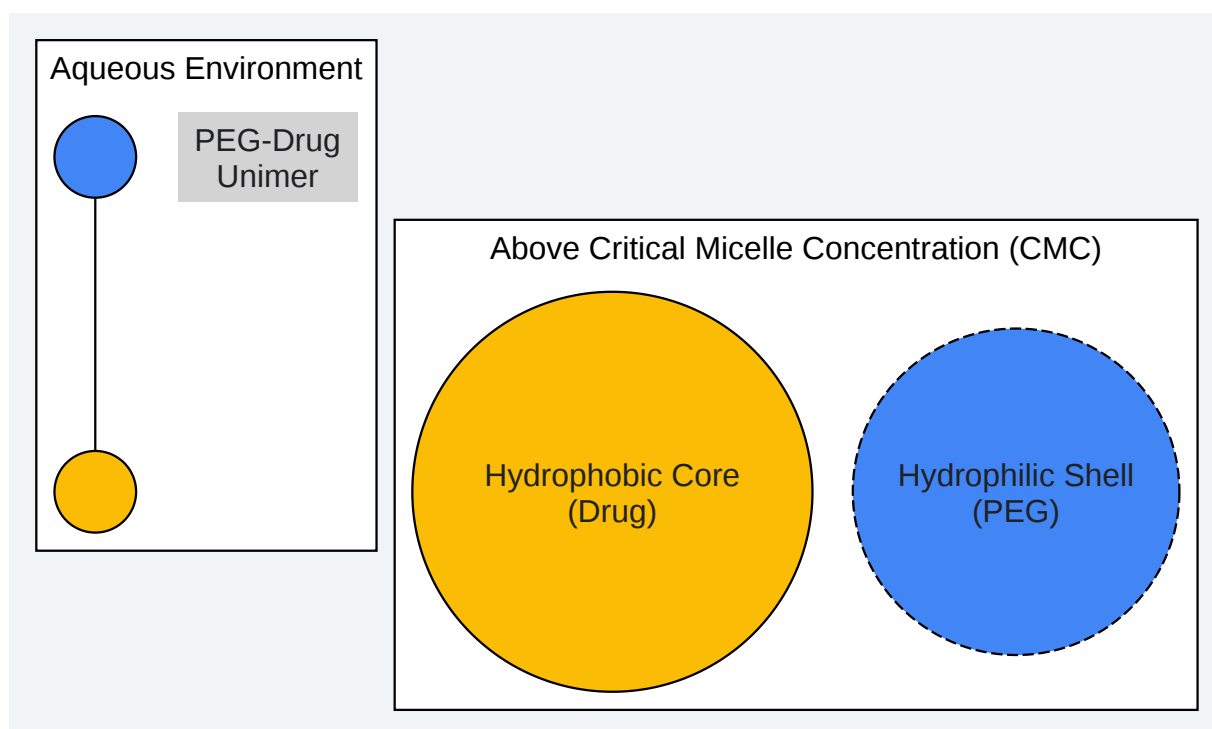 Aqueous Environment
PEG-Drug
Unimer
Above Critical Micelle Concentration (CMC)
Hydrophobic Core
(Drug)
Hydrophilic Shell
(PEG)